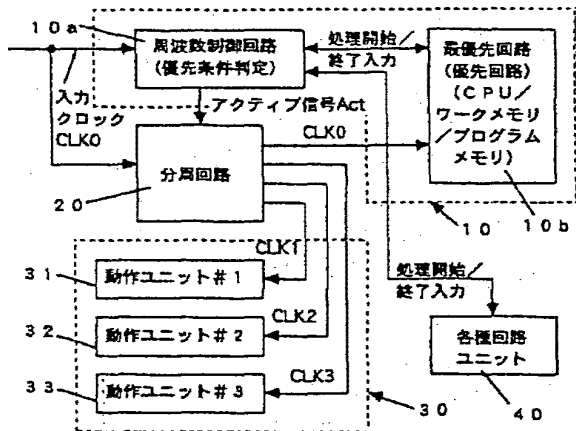 10a
周波数制御回路
(優先条件判定)
処理開始/
終了入力
最優先回路
(優先回路)
(CPU/
ワークメモリ
/プログラム
メモリ)
入力
クロック
CLK0
アクティブ信号Act
CLK0
分周回路
20
10
10b
CLK1
処理開始/
終了入力
31
動作ユニット#1
CLK2
32
動作ユニット#2
各種回路
ユニット
CLK3
33
動作ユニット#3
30
40